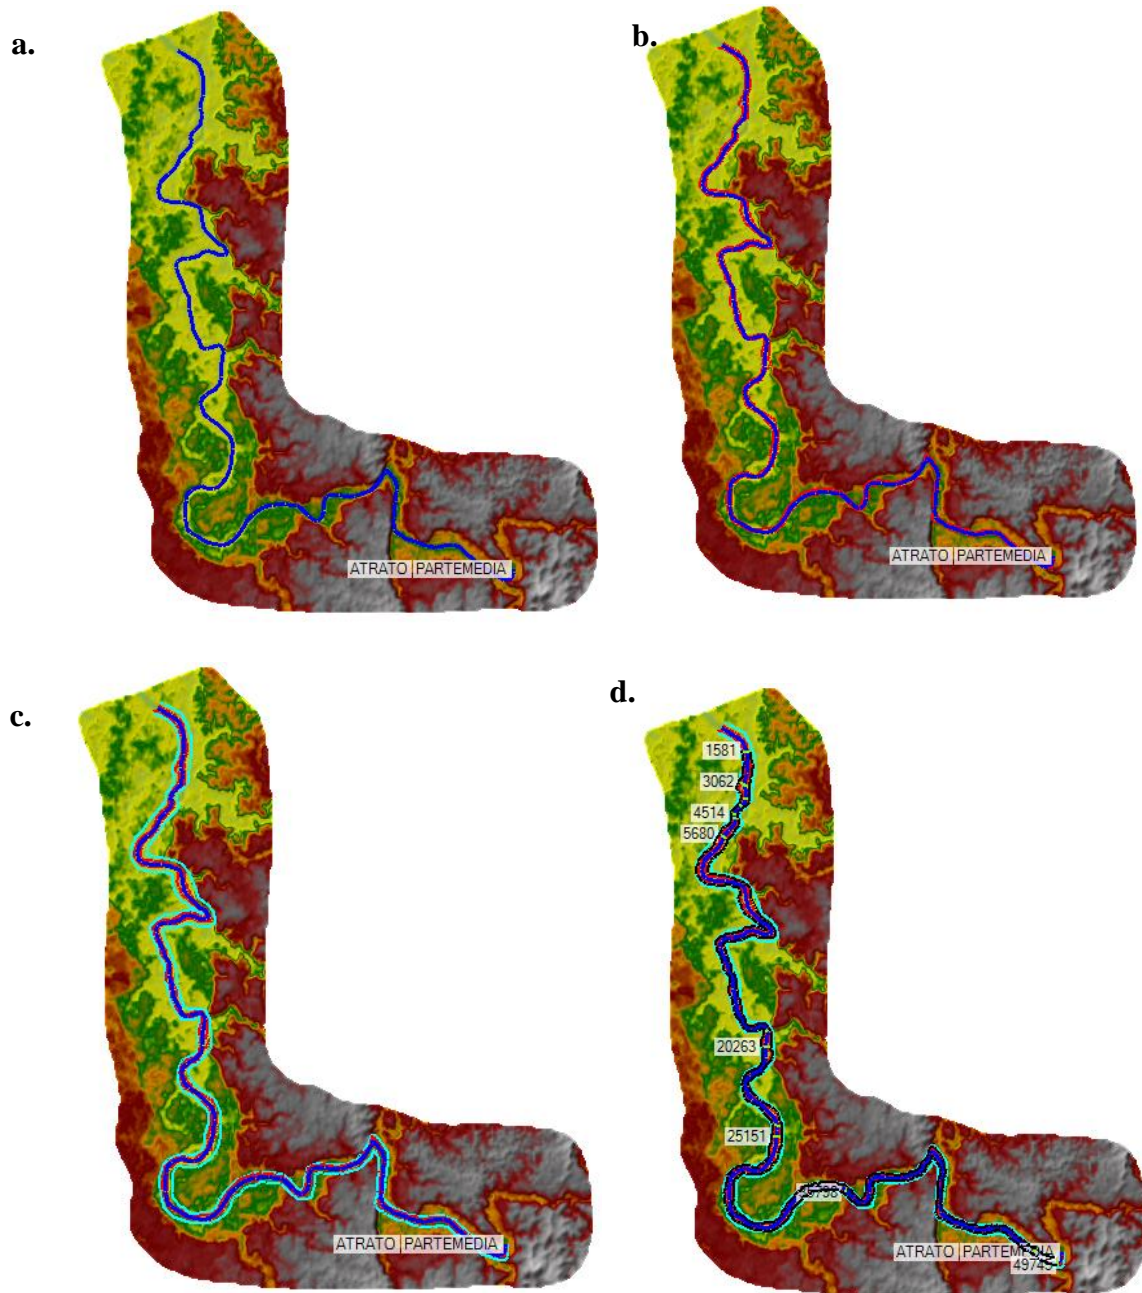 a.
b.
ATRATO PARTEMEDIA
ATRATO PARTEMEDIA
c.
d.
1581
3062
4514
5680
20263
25151
ATRATO PARTEMEDIA
ATRATO PARTEMEDIA
49745